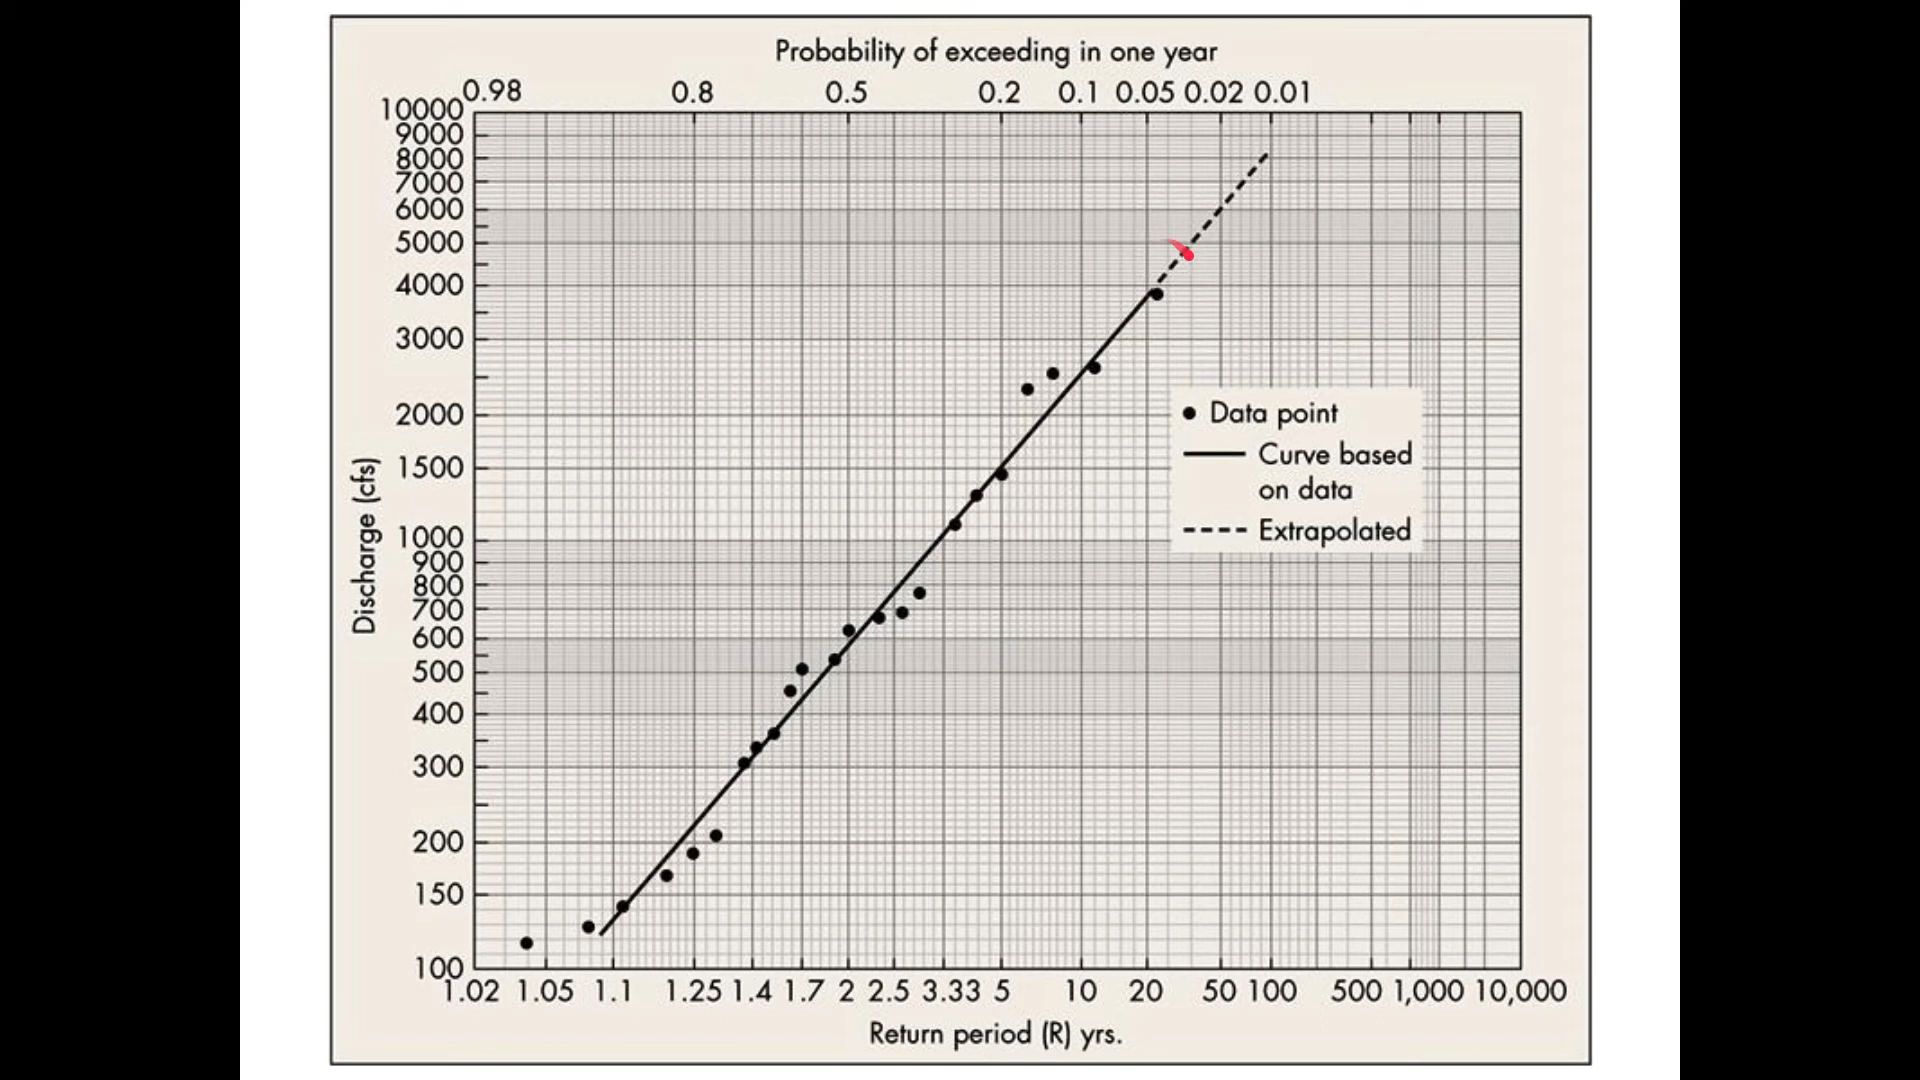 Probability of exceeding in one year
0.98 0.8 0.5 0.2 0.1 0.05 0.02 0.01
10000
9000
8000
7000
6000
5000
4000
3000
2000
1500
1000
900
800
700
600
500
400
300
200
150
100
Discharge (cfs)
Data point
Curve based
on data
Extrapolated
1.02 1.05 1.1 1.25 1.4 1.7 2 2.5 3.33 5 10 20 50 100 500 1,000 10,000
Return period (R) yrs.